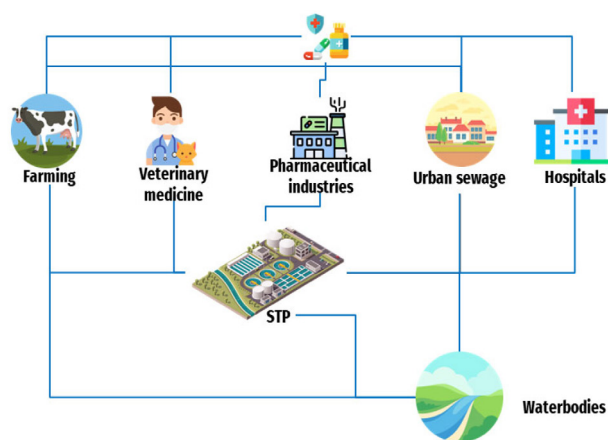 Farming
Veterinary
medicine
Pharmaceutical
industries
Urban sewage
Hospitals
STP
Waterbodies